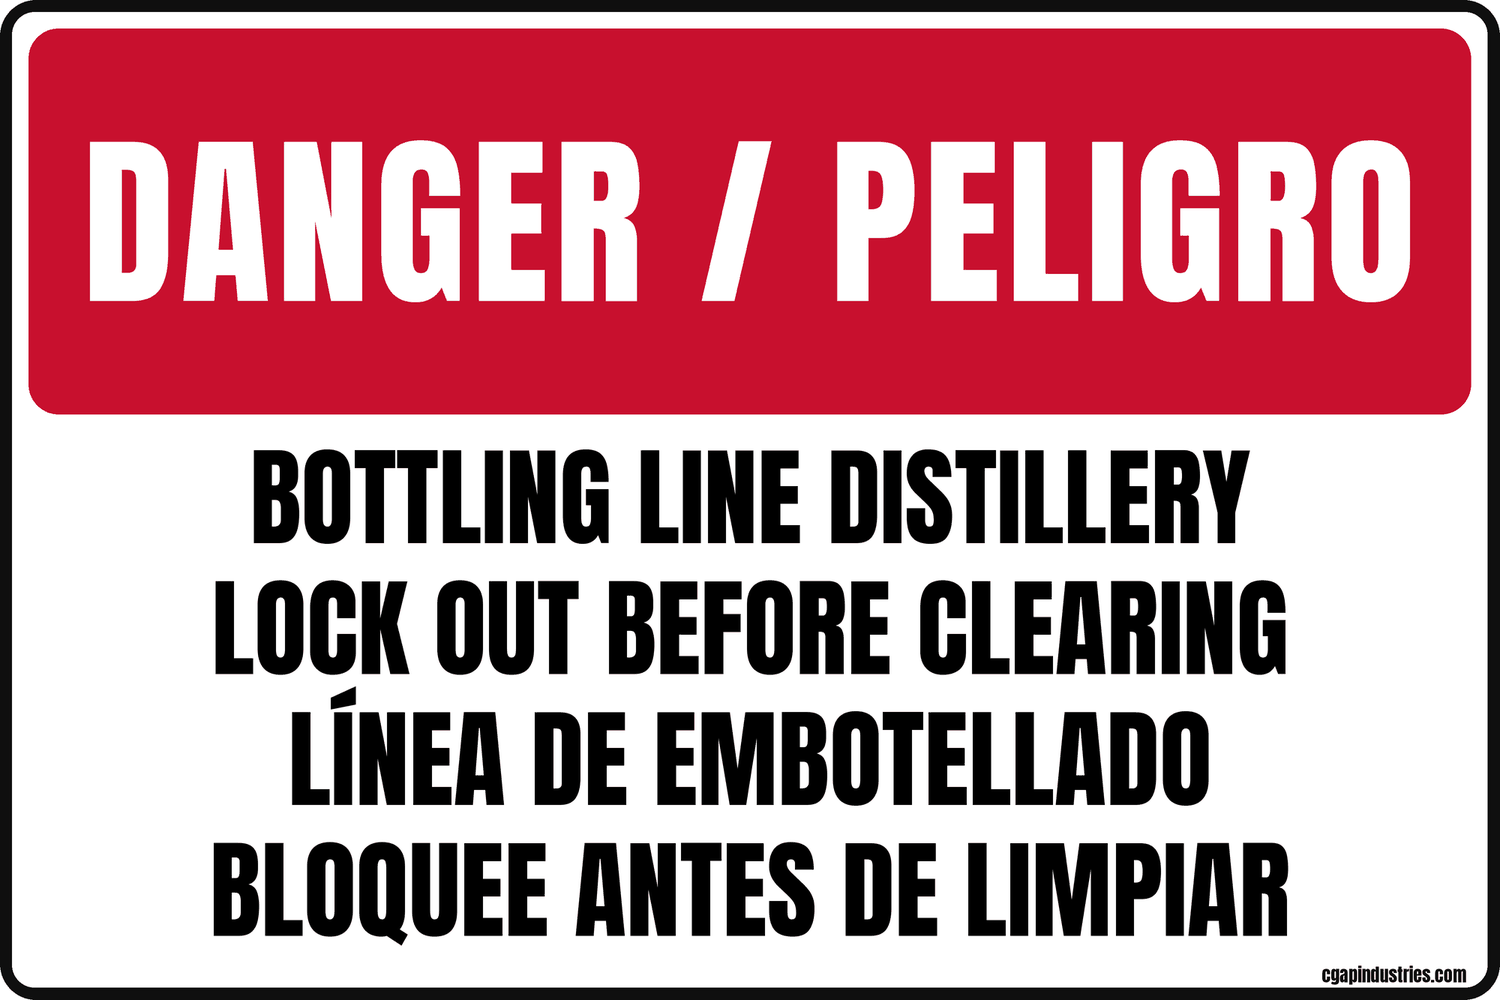 DANGER / PELIGRO
BOTTLING LINE DISTILLERY
LOCK OUT BEFORE CLEARING
LÍNEA DE EMBOTELLADO
BLOQUEE ANTES DE LIMPIAR
cgapindustries.com